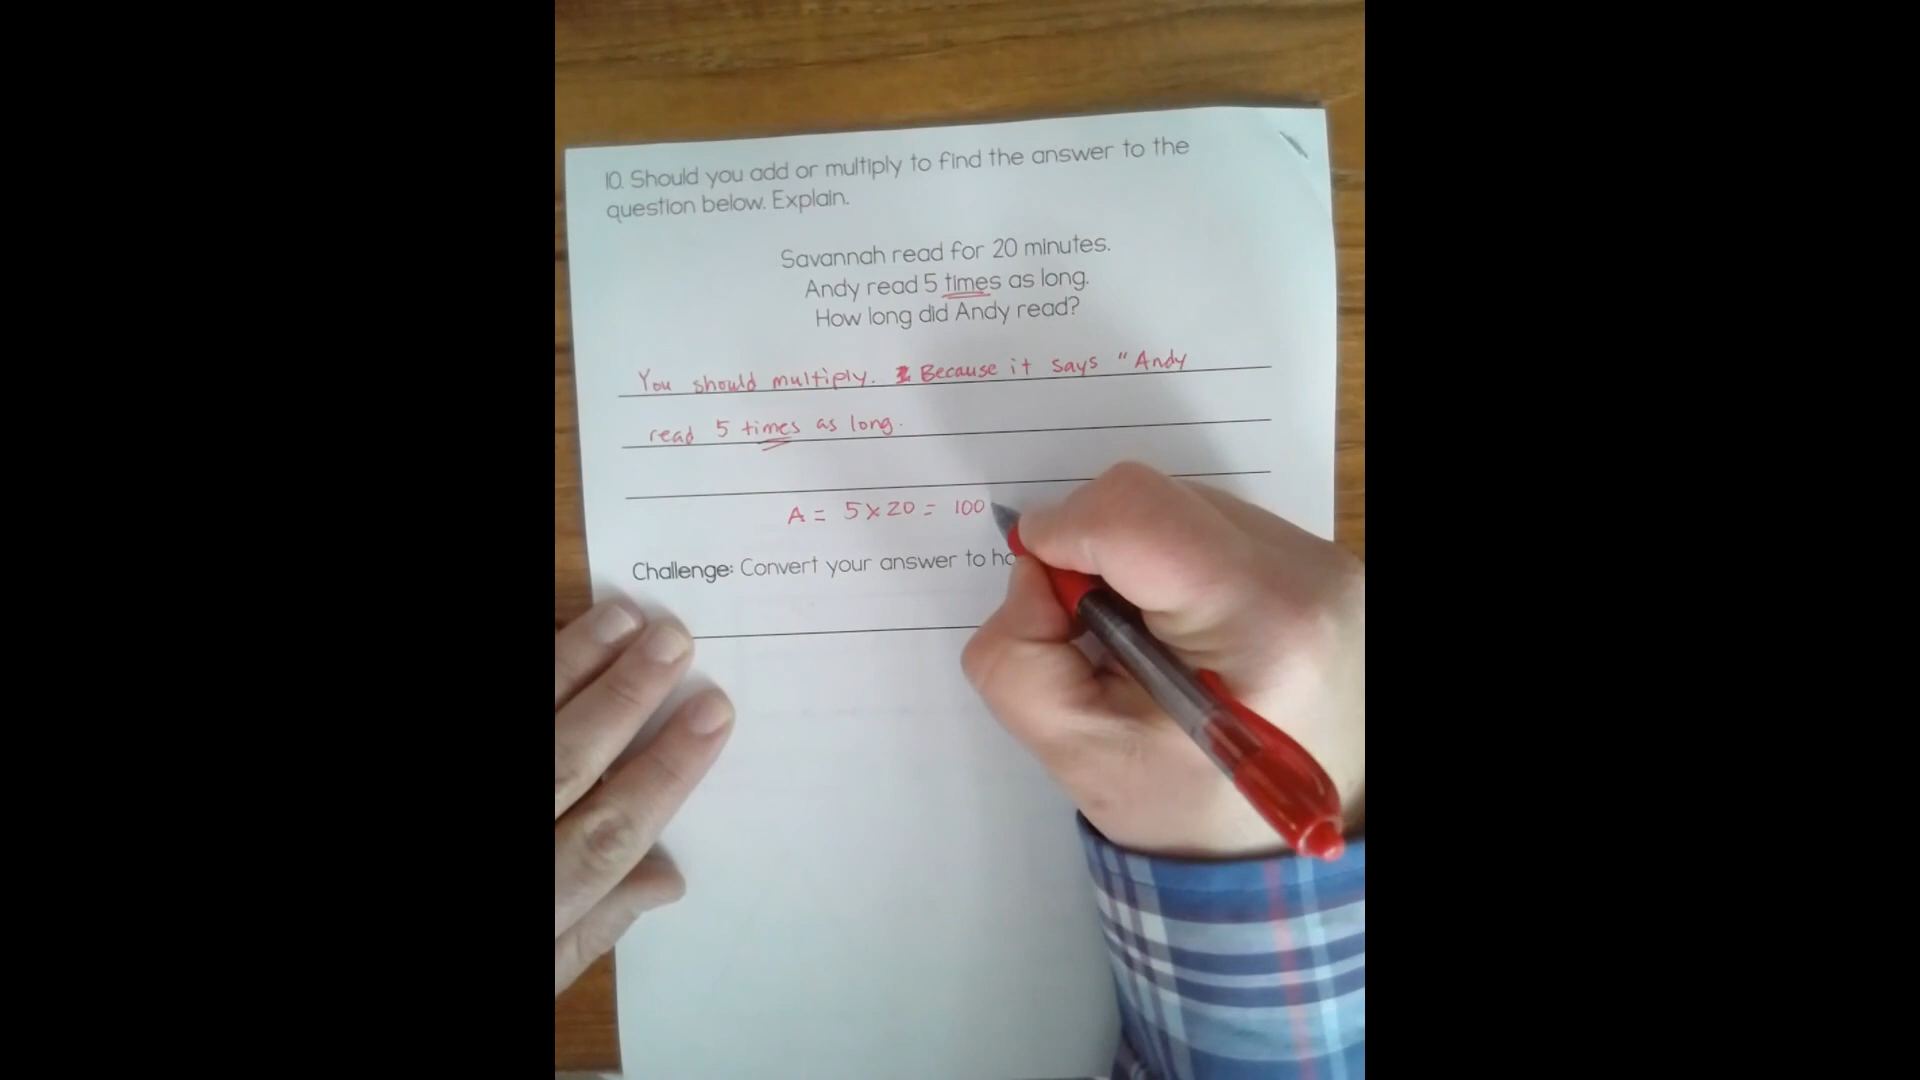 10. Should you add or multiply to find the answer to the
question below. Explain.
Savannah read for 20 minutes.
Andy read 5 times as long.
How long did Andy read?
You should multiply. Because it says "Andy
read 5 times as long.
A = 5 x 20 = 100
Challenge: Convert your answer to